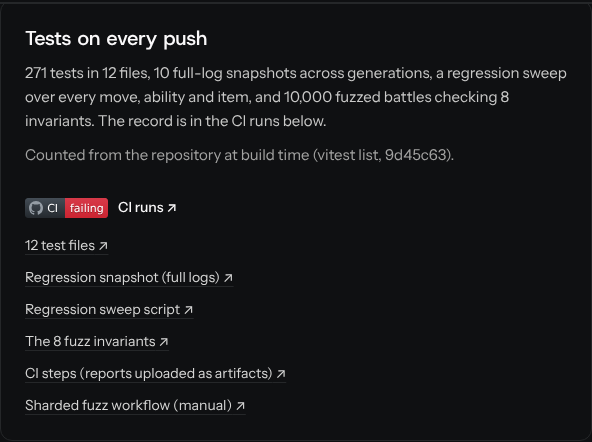 Tests on every push
271 tests in 12 files, 10 full-log snapshots across generations, a regression sweep
over every move, ability and item, and 10,000 fuzzed battles checking 8
invariants. The record is in the CI runs below.
Counted from the repository at build time (vitest list, 9d45c63).
CI failing CI runs ↗
12 test files ↗
Regression snapshot (full logs) ↗
Regression sweep script ↗
The 8 fuzz invariants ↗
CI steps (reports uploaded as artifacts) ↗
Sharded fuzz workflow (manual) ↗